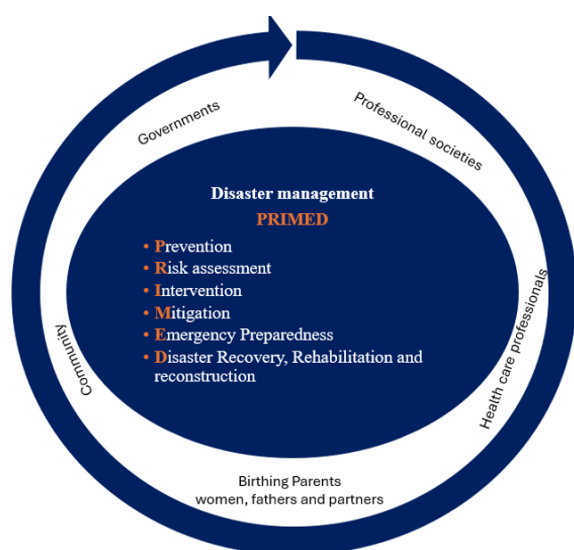 Governments
Professional societies
Disaster management
PRIMED
• Prevention
• Risk assessment
• Intervention
• Mitigation
• Emergency Preparedness
• Disaster Recovery, Rehabilitation and
reconstruction
Community
Health care professionals
Birthing Parents
women, fathers and partners